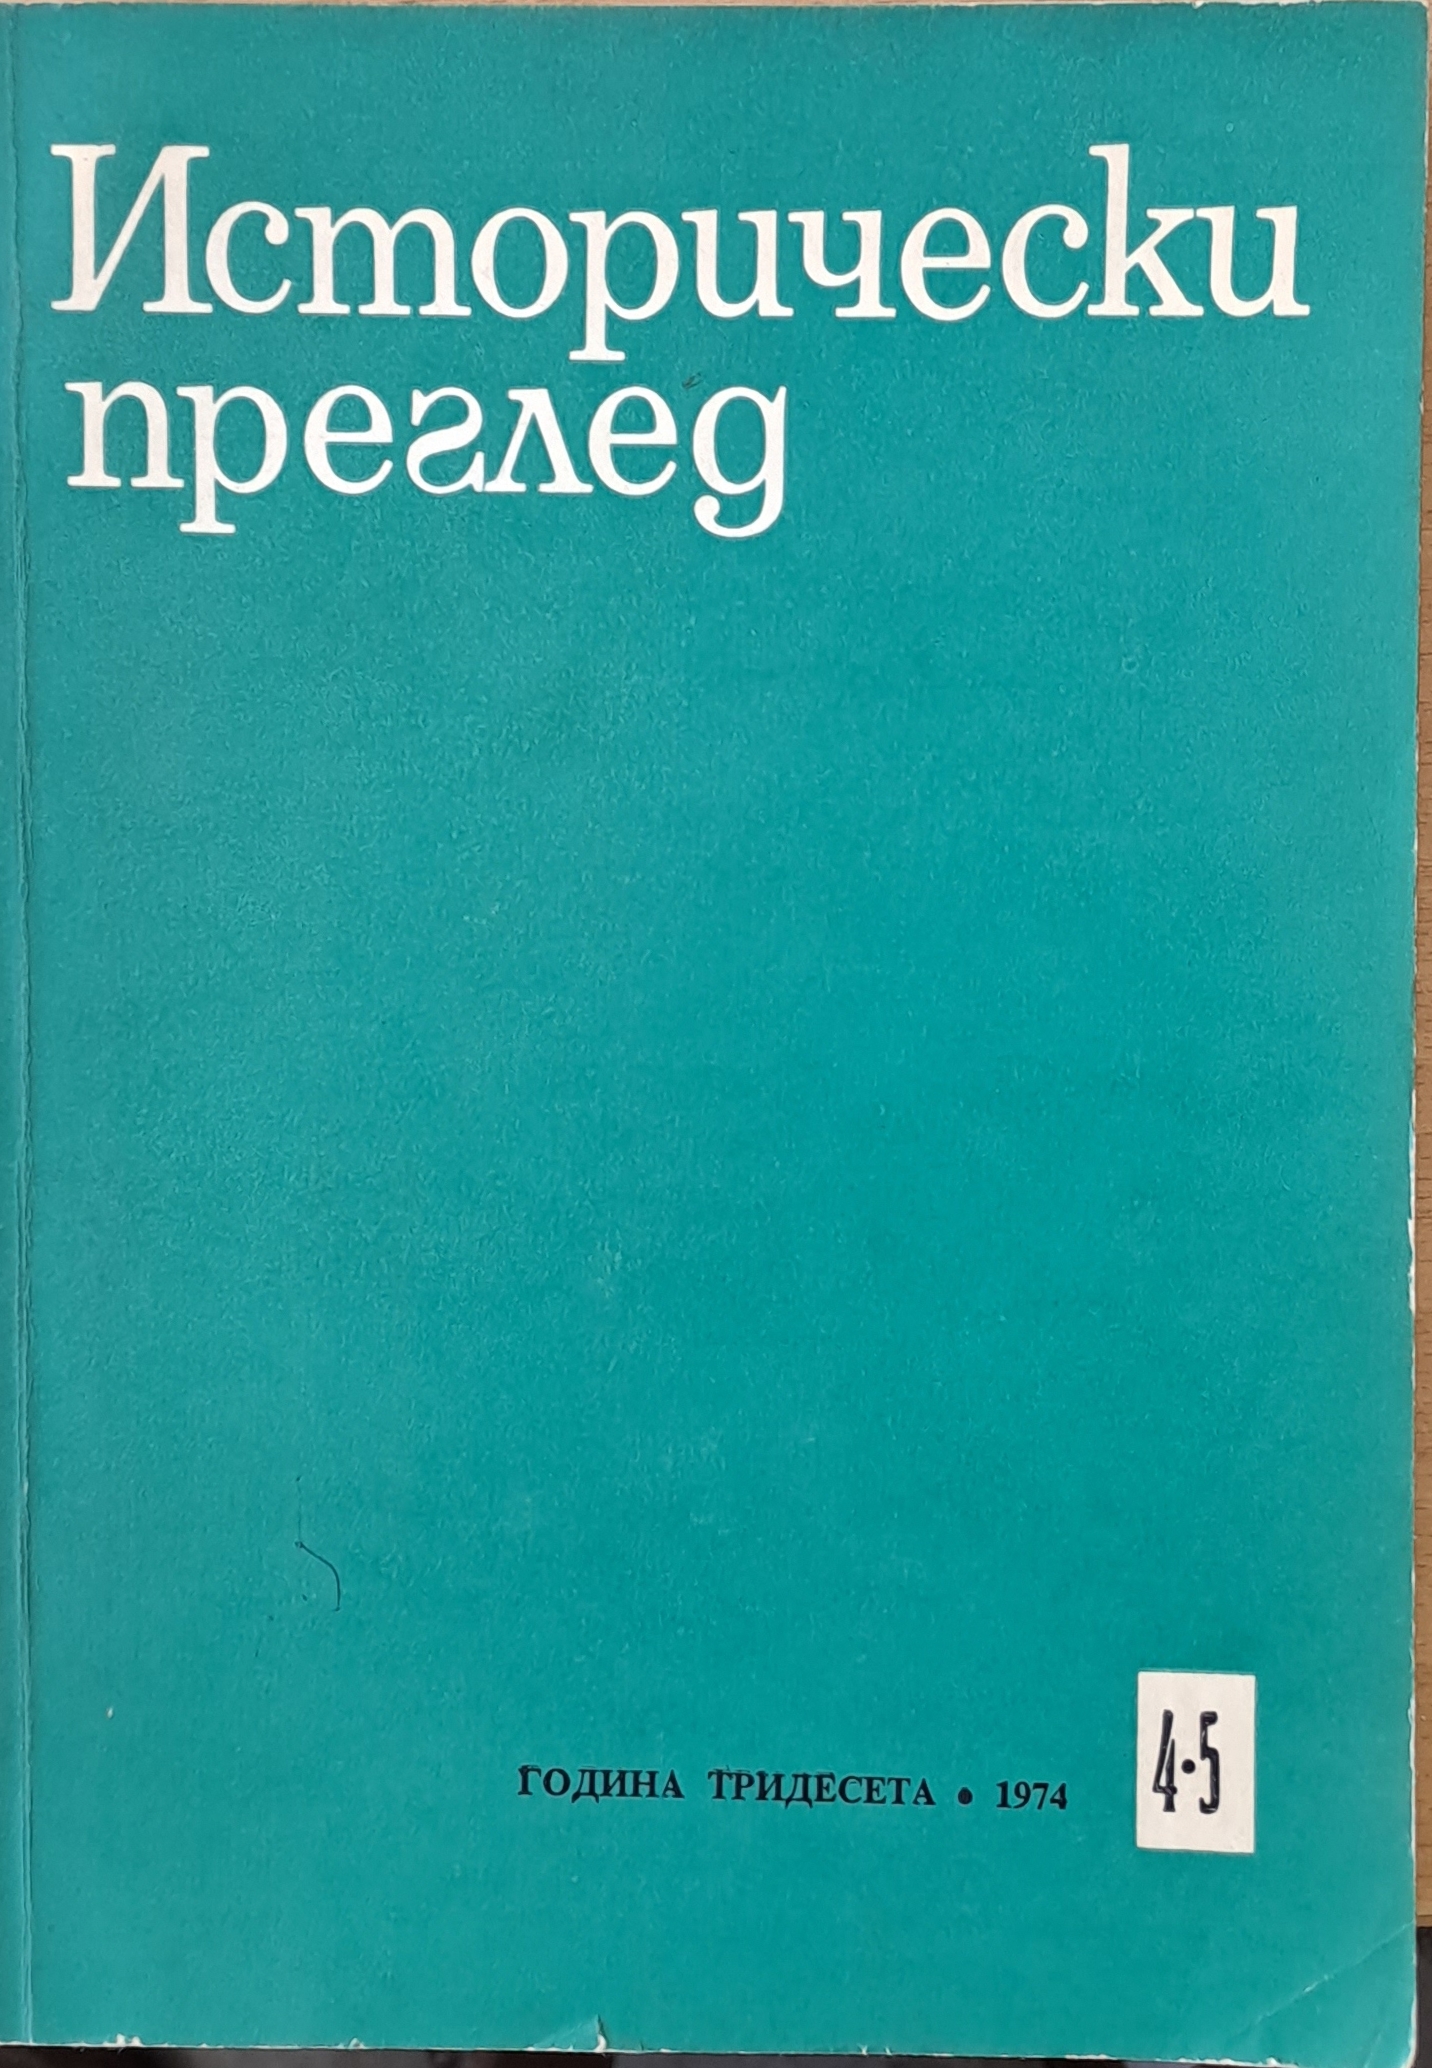 Исторически
преглед
ГОДИНА ТРИДЕСЕТА • 1974
4•5